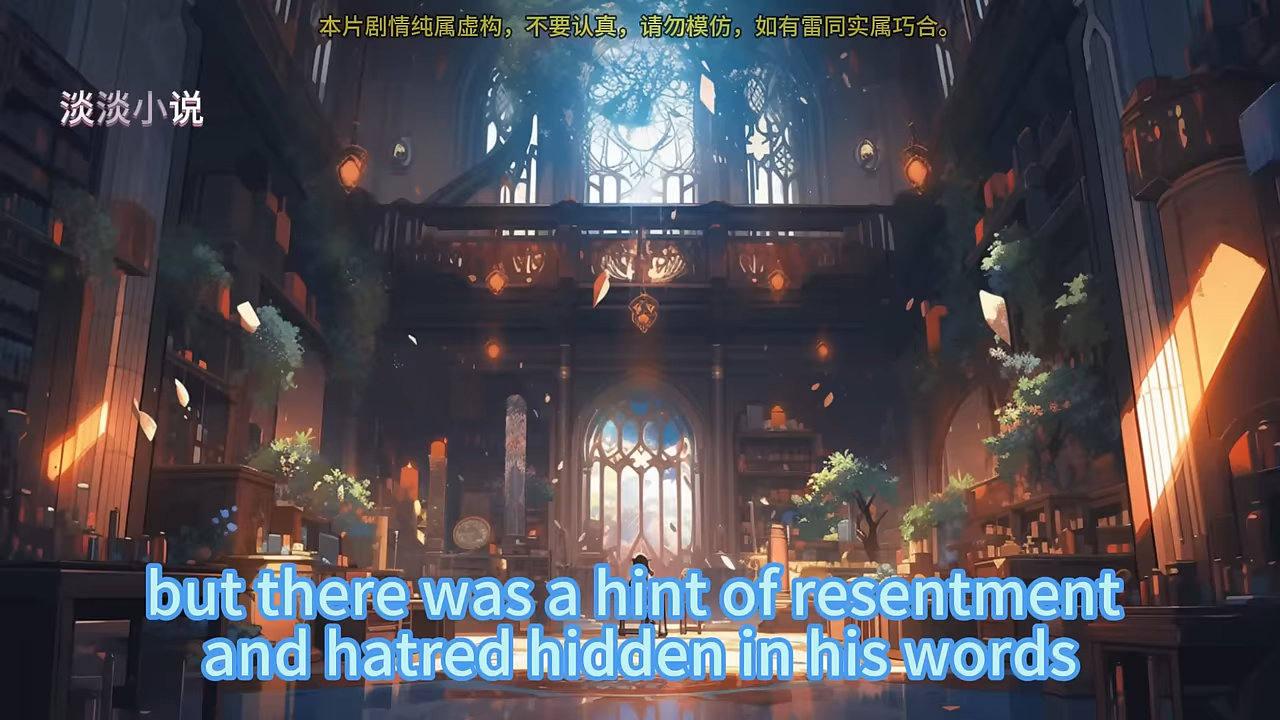 本片剧情纯属虚构，不要认真，请勿模仿，如有雷同实属巧合。
淡淡小说
but there was a hint of resentment
and hatred hidden in his words